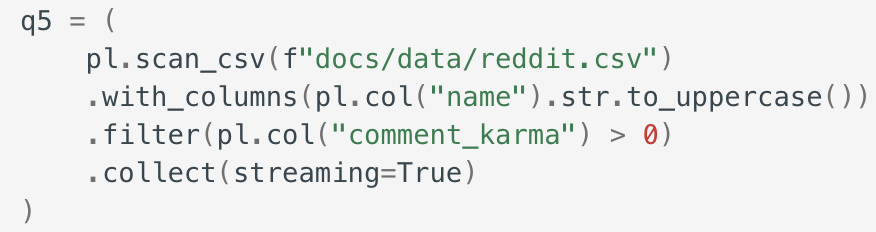 q5 = (
    pl.scan_csv(f"docs/data/reddit.csv")
    .with_columns(pl.col("name").str.to_uppercase())
    .filter(pl.col("comment_karma") > 0)
    .collect(streaming=True)
)